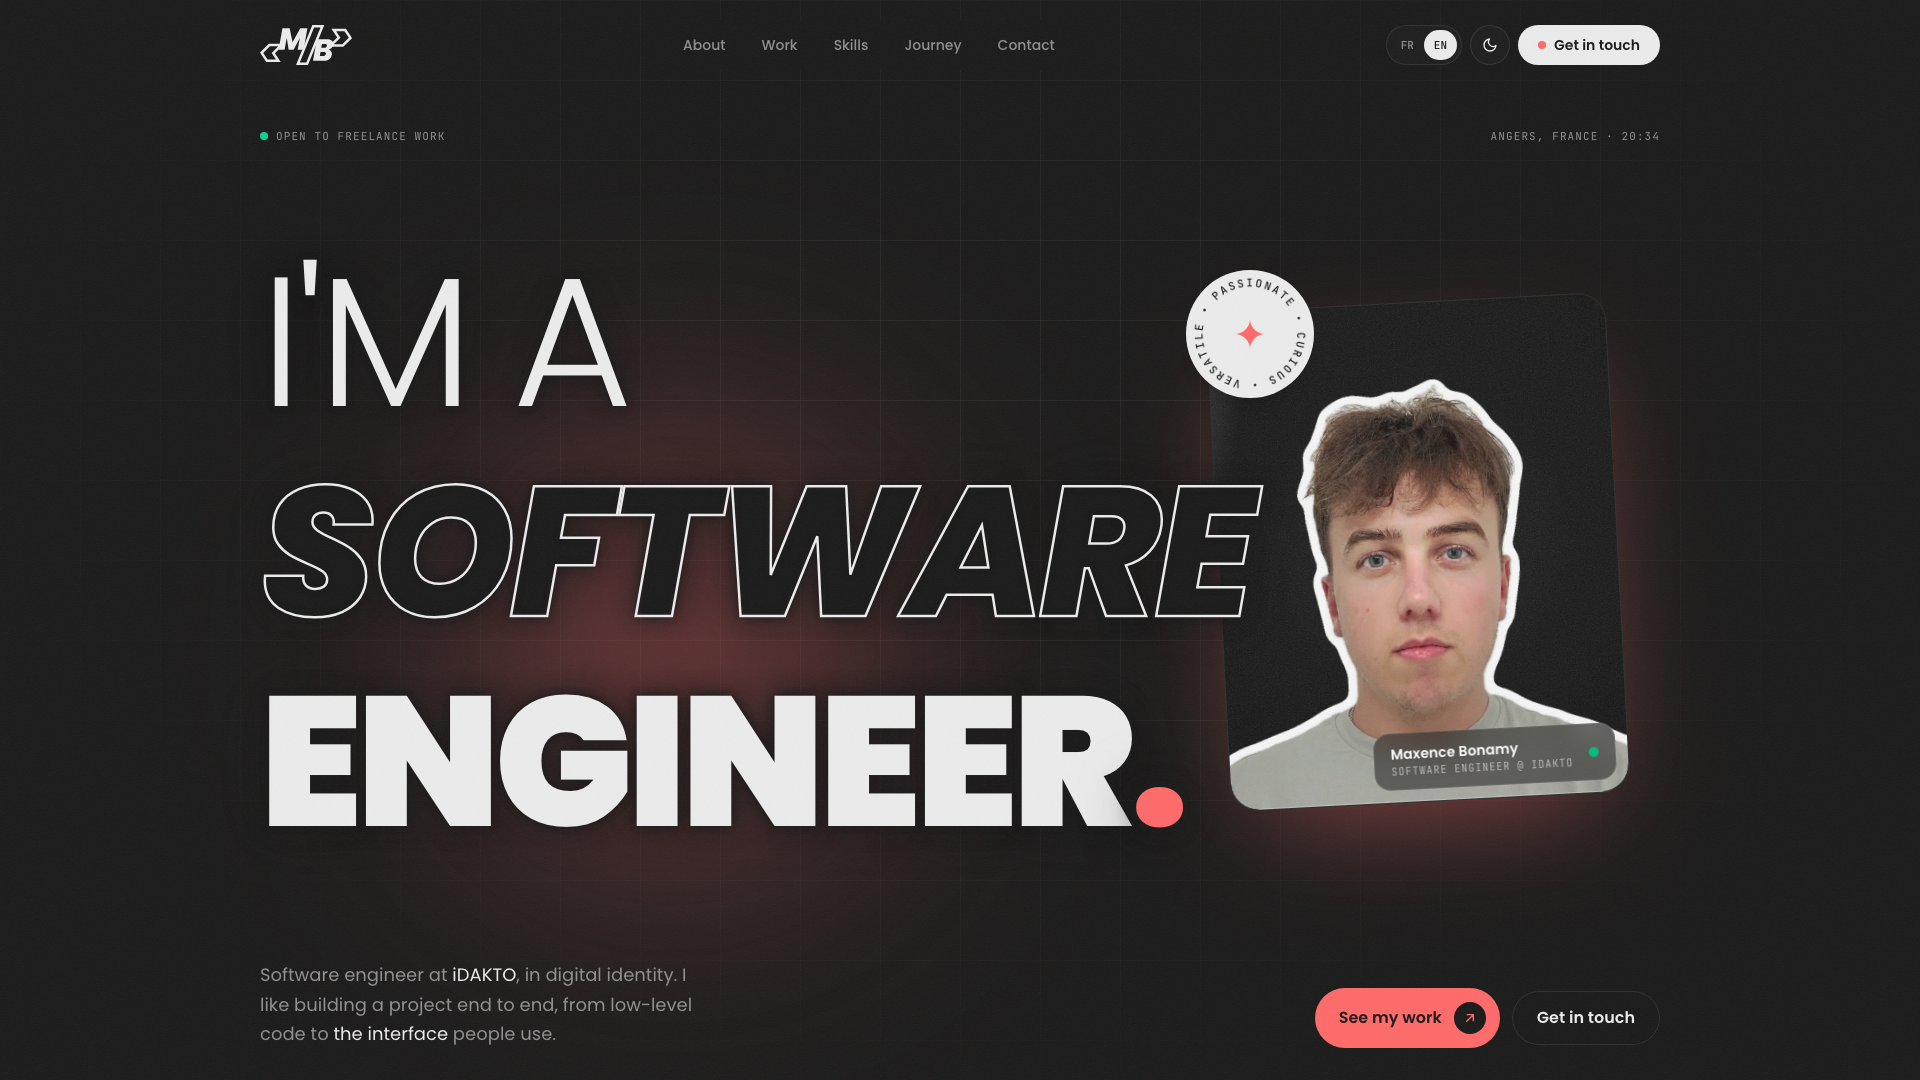 M/B
About
Work
Skills
Journey
Contact
FR
EN
Get in touch
OPEN TO FREELANCE WORK
ANGERS, FRANCE · 20:34
I'M A
SOFTWARE
ENGINEER.
PASSIONATE • CURIOUS • VERSATILE •
Maxence Bonamy
SOFTWARE ENGINEER @ IDAKTO
Software engineer at iDAKTO, in digital identity. I
like building a project end to end, from low-level
code to the interface people use.
See my work
Get in touch